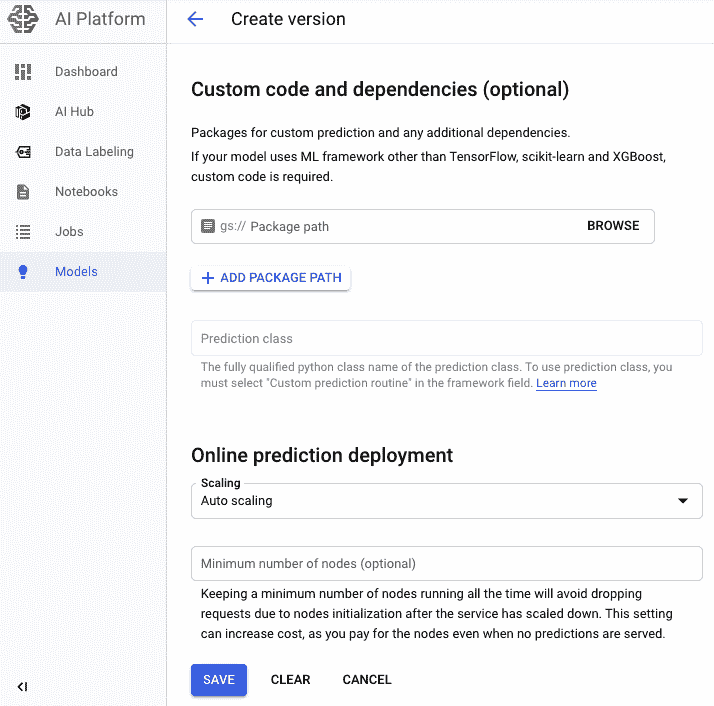 AI Platform
Create version
Dashboard
AI Hub
Data Labeling
Notebooks
Jobs
Models
Custom code and dependencies (optional)
Packages for custom prediction and any additional dependencies.
If your model uses ML framework other than TensorFlow, scikit-learn and XGBoost,
custom code is required.
gs:// Package path BROWSE
+ ADD PACKAGE PATH
Prediction class
The fully qualified python class name of the prediction class. To use prediction class, you
must select "Custom prediction routine" in the framework field. Learn more
Online prediction deployment
Scaling
Auto scaling
Minimum number of nodes (optional)
Keeping a minimum number of nodes running all the time will avoid dropping
requests due to nodes initialization after the service has scaled down. This setting
can increase cost, as you pay for the nodes even when no predictions are served.
SAVE CLEAR CANCEL